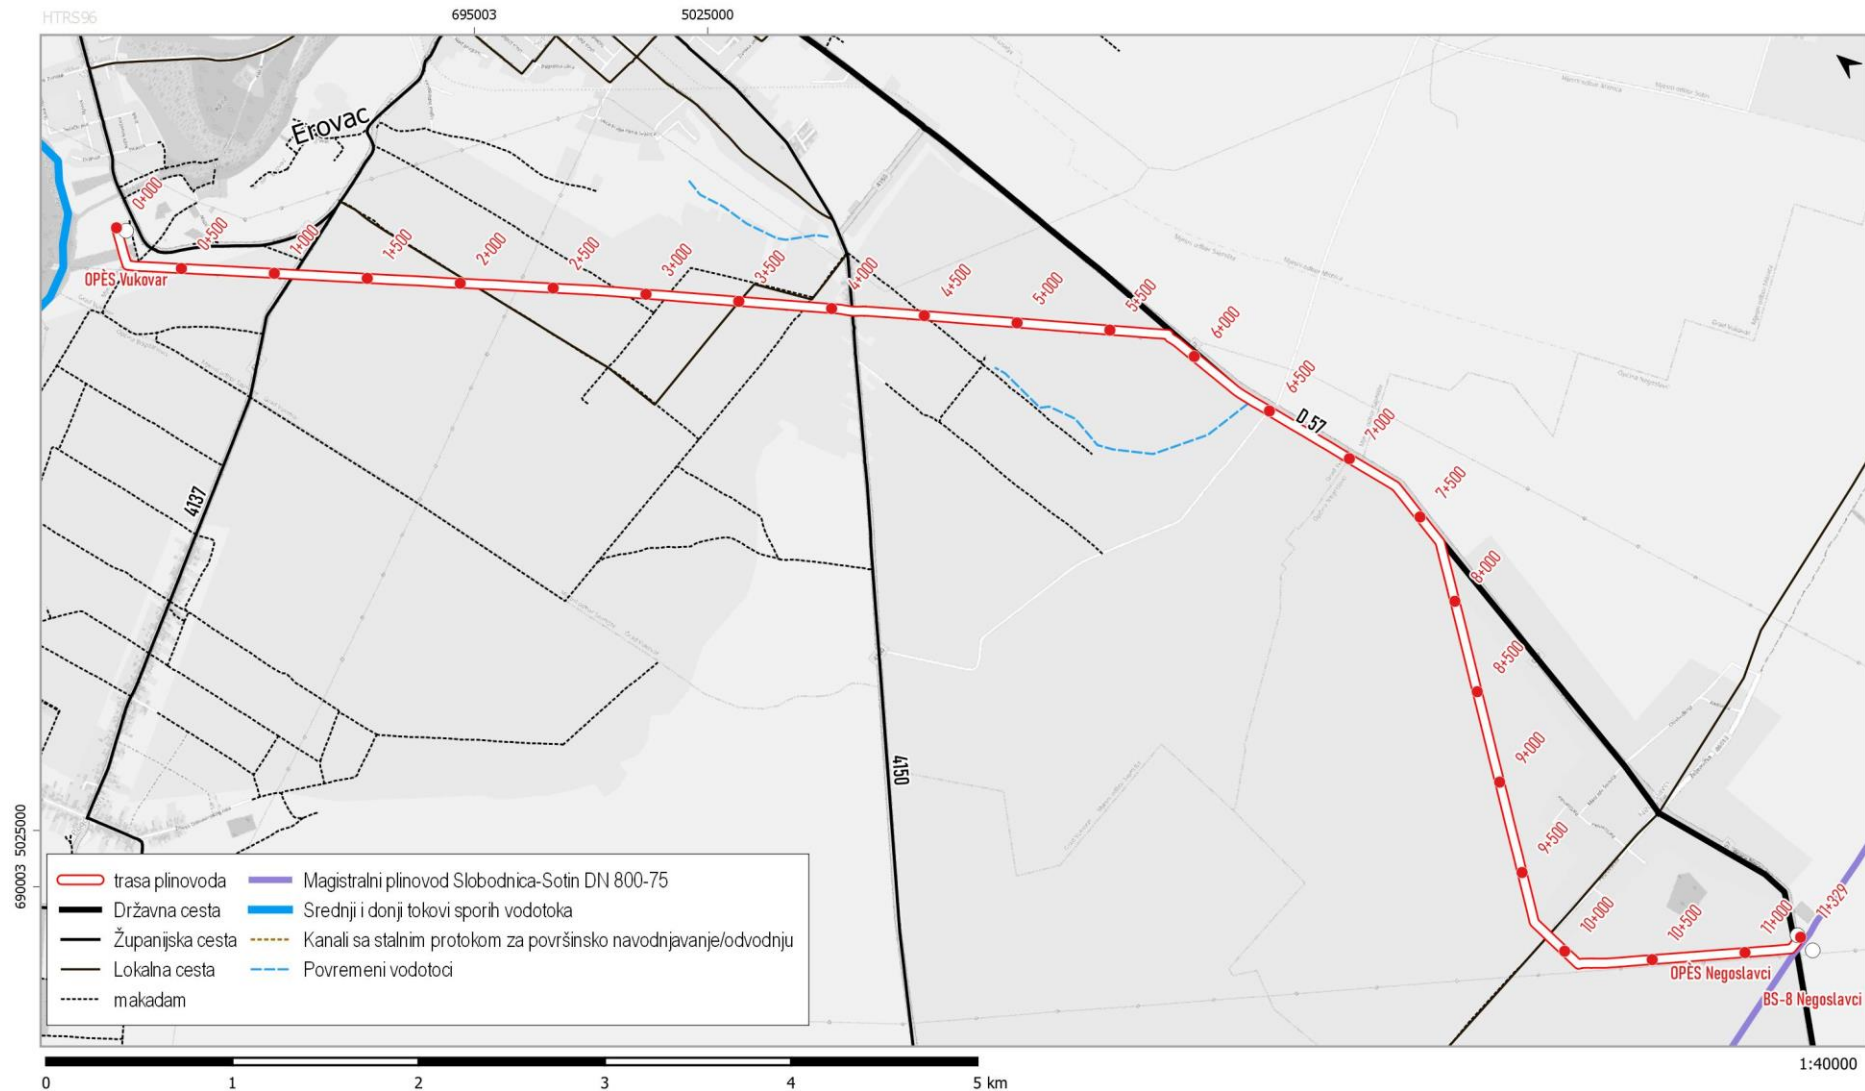 HTRS96
695003
5025000
Èrovac
0+000
0+500
1+000
1+500
2+000
2+500
3+000
3+500
4+000
4+500
5+000
5+500
6+000
6+500
7+000
7+500
8+000
8+500
9+000
9+500
10+000
10+500
11+000
11+329
OPÈS Vukovar
D.57
4137
4150
OPÈS Negoslavci
BS-8 Negoslavci
5025000
690003
trasa plinovoda
Državna cesta
Županijska cesta
Lokalna cesta
makadam
Magistralni plinovod Slobodnica-Sotin DN 800-75
Srednji i donji tokovi sporih vodotoka
Kanali sa stalnim protokom za površinsko navodnjavanje/odvodnju
Povremeni vodotoci
0
1
2
3
4
5 km
1:40000